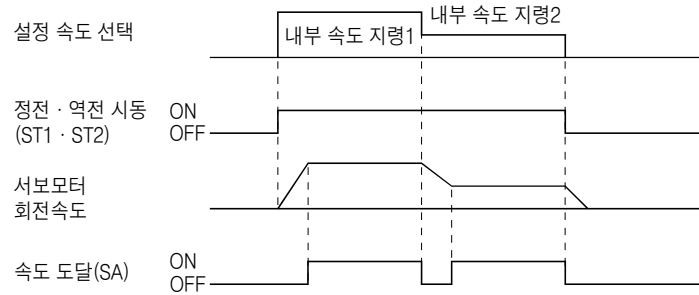 설정 속도 선택
내부 속도 지령1
내부 속도 지령2
정전 · 역전 시동 ON
(ST1 · ST2) OFF
서보모터
회전속도
ON
속도 도달(SA)
OFF